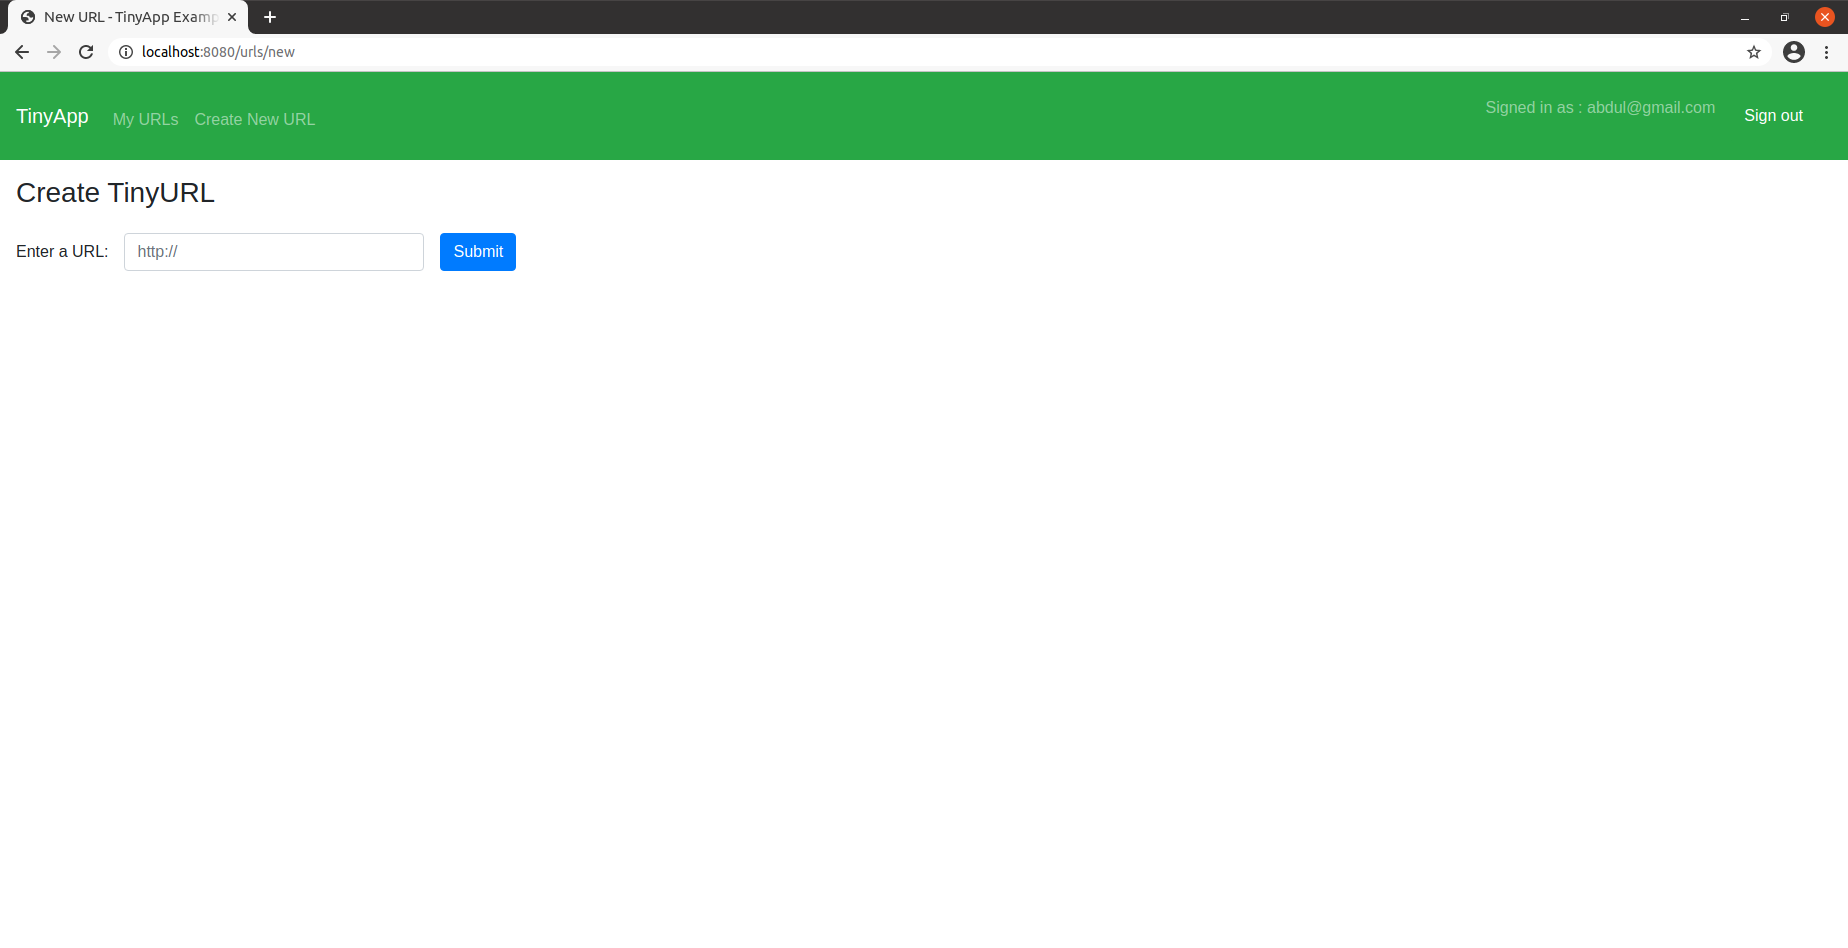 New URL - TinyApp Examp
localhost:8080/urls/new
TinyApp My URLs Create New URL Signed in as : abdul@gmail.com Sign out
Create TinyURL
Enter a URL: http:// Submit